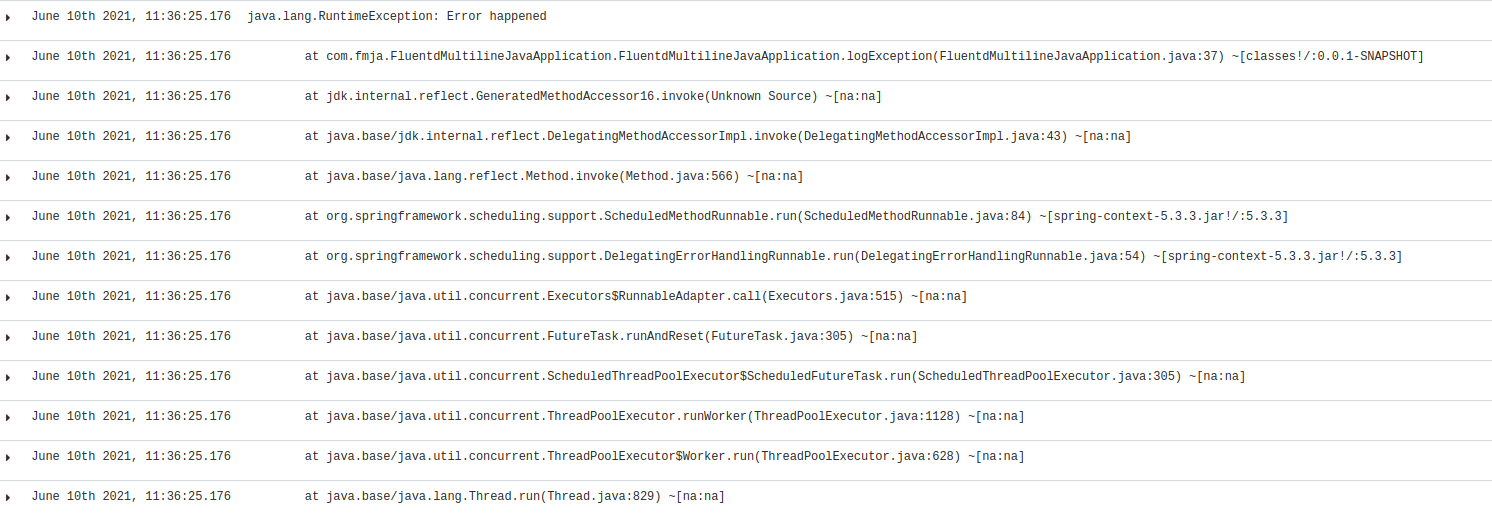 June 10th 2021, 11:36:25.176 java.lang.RuntimeException: Error happened
June 10th 2021, 11:36:25.176 at com.fmja.FluentdMultilineJavaApplication.FluentdMultilineJavaApplication.logException(FluentdMultilineJavaApplication.java:37) ~[classes!/:0.0.1-SNAPSHOT]
June 10th 2021, 11:36:25.176 at jdk.internal.reflect.GeneratedMethodAccessor16.invoke(Unknown Source) ~[na:na]
June 10th 2021, 11:36:25.176 at java.base/jdk.internal.reflect.DelegatingMethodAccessorImpl.invoke(DelegatingMethodAccessorImpl.java:43) ~[na:na]
June 10th 2021, 11:36:25.176 at java.base/java.lang.reflect.Method.invoke(Method.java:566) ~[na:na]
June 10th 2021, 11:36:25.176 at org.springframework.scheduling.support.ScheduledMethodRunnable.run(ScheduledMethodRunnable.java:84) ~[spring-context-5.3.3.jar!/:5.3.3]
June 10th 2021, 11:36:25.176 at org.springframework.scheduling.support.DelegatingErrorHandlingRunnable.run(DelegatingErrorHandlingRunnable.java:54) ~[spring-context-5.3.3.jar!/:5.3.3]
June 10th 2021, 11:36:25.176 at java.base/java.util.concurrent.Executors$RunnableAdapter.call(Executors.java:515) ~[na:na]
June 10th 2021, 11:36:25.176 at java.base/java.util.concurrent.FutureTask.runAndReset(FutureTask.java:305) ~[na:na]
June 10th 2021, 11:36:25.176 at java.base/java.util.concurrent.ScheduledThreadPoolExecutor$ScheduledFutureTask.run(ScheduledThreadPoolExecutor.java:305) ~[na:na]
June 10th 2021, 11:36:25.176 at java.base/java.util.concurrent.ThreadPoolExecutor.runWorker(ThreadPoolExecutor.java:1128) ~[na:na]
June 10th 2021, 11:36:25.176 at java.base/java.util.concurrent.ThreadPoolExecutor$Worker.run(ThreadPoolExecutor.java:628) ~[na:na]
June 10th 2021, 11:36:25.176 at java.base/java.lang.Thread.run(Thread.java:829) ~[na:na]